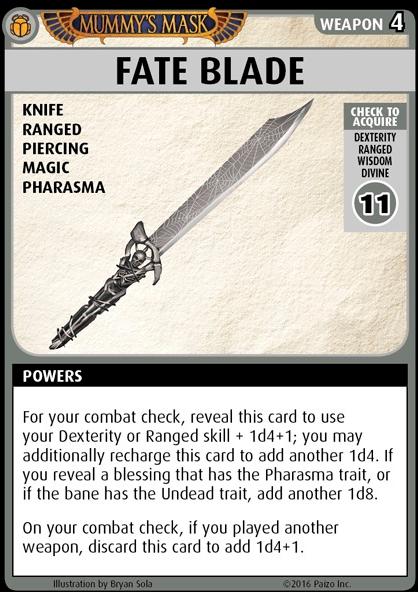 MUMMY'S MASK
WEAPON 4
FATE BLADE
KNIFE
RANGED
PIERCING
MAGIC
PHARASMA
CHECK TO
ACQUIRE
DEXTERITY
RANGED
WISDOM
DIVINE
11
POWERS
For your combat check, reveal this card to use
your Dexterity or Ranged skill + 1d4+1; you may
additionally recharge this card to add another 1d4. If
you reveal a blessing that has the Pharasma trait, or
if the bane has the Undead trait, add another 1d8.
On your combat check, if you played another
weapon, discard this card to add 1d4+1.
Illustration by Bryan Sola
©2016 Paizo Inc.